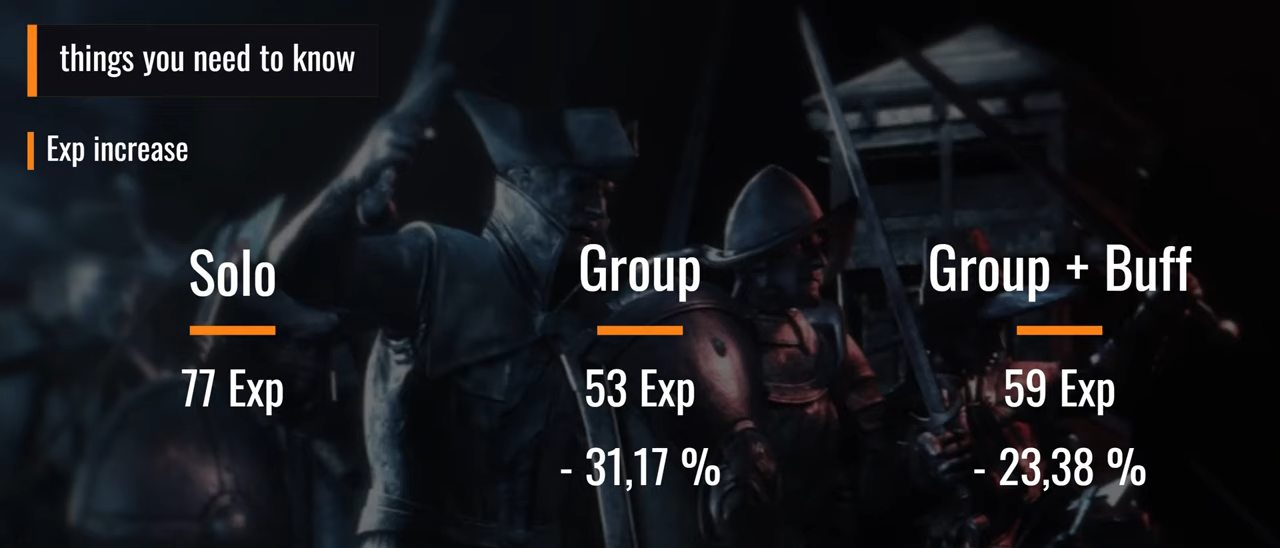 things you need to know
Exp increase
Solo
77 Exp
Group
53 Exp
- 31,17 %
Group + Buff
59 Exp
- 23,38 %